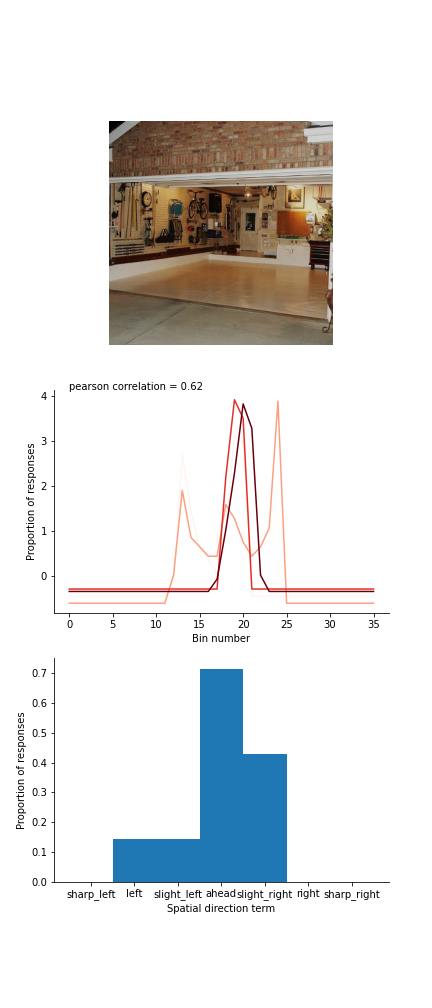 pearson correlation = 0.62
4
3
2
1
0
Proportion of responses
0 5 10 15 20 25 30 35
Bin number
0.7
0.6
0.5
0.4
0.3
0.2
0.1
0.0
Proportion of responses
sharp_left left slight_left ahead slight_right right sharp_right
Spatial direction term